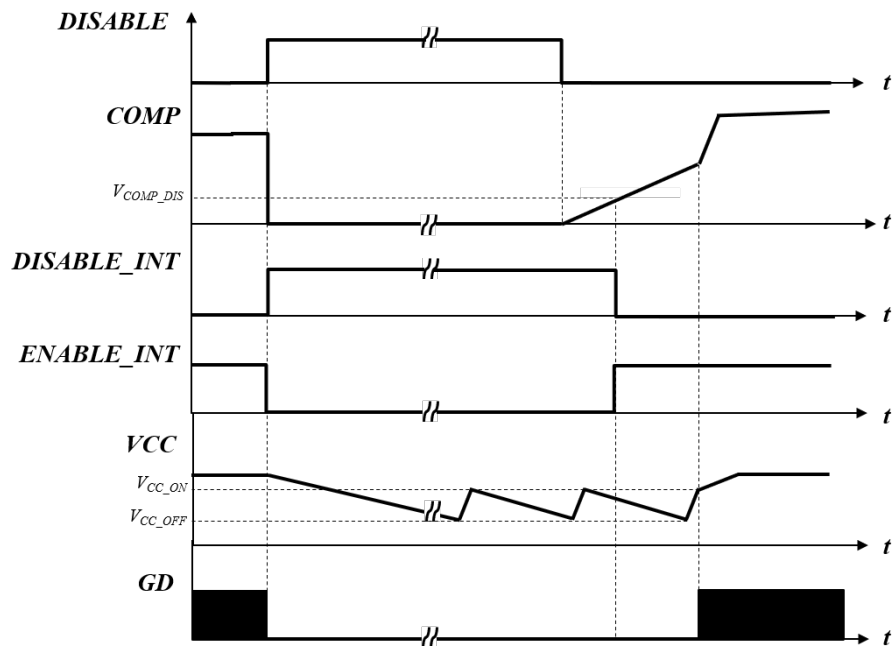 DISABLE
t
COMP
V_COMP_DIS
t
DISABLE_INT
t
ENABLE_INT
t
VCC
V_CC_ON
V_CC_OFF
t
GD
t